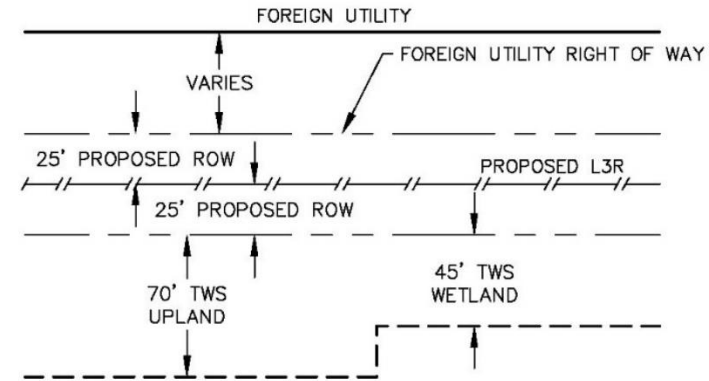 FOREIGN UTILITY
FOREIGN UTILITY RIGHT OF WAY
VARIES
25' PROPOSED ROW
PROPOSED L3R
25' PROPOSED ROW
70' TWS
UPLAND
45' TWS
WETLAND